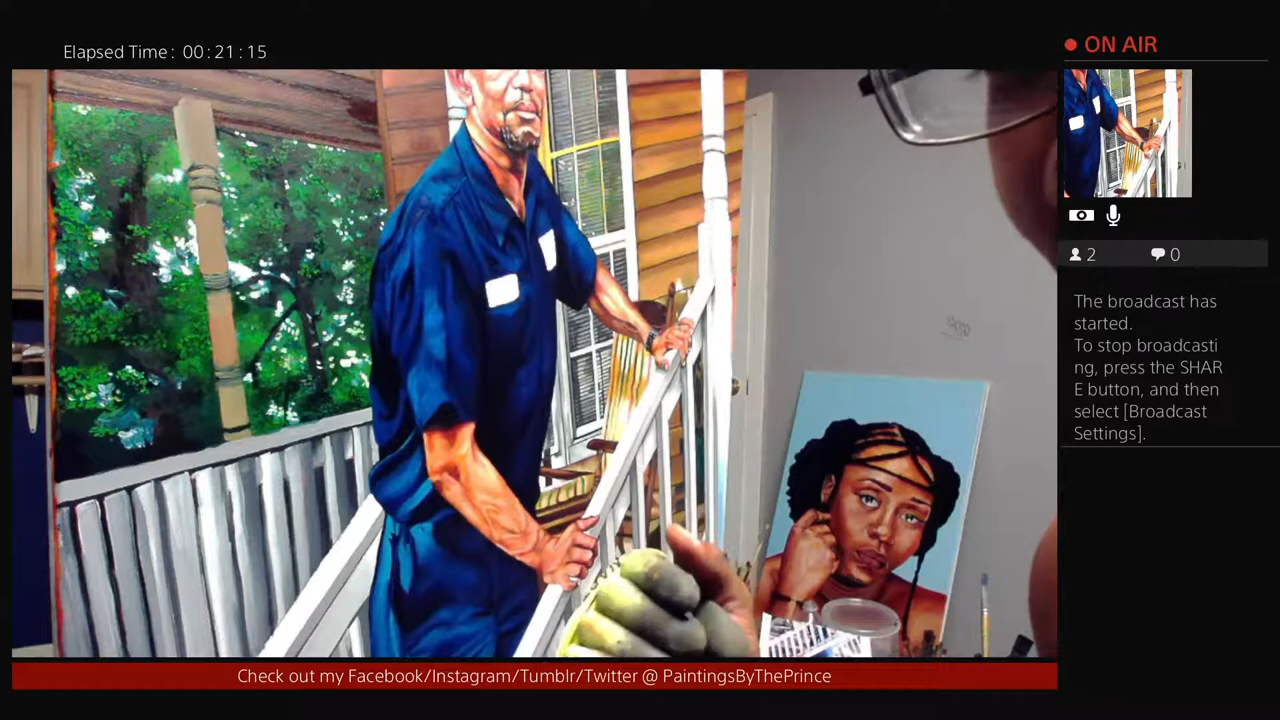 Elapsed Time: 00:21:15
ON AIR
2
0
The broadcast has
started.
To stop broadcasti
ng, press the SHAR
E button, and then
select [Broadcast
Settings].
Check out my Facebook/Instagram/Tumblr/Twitter @ PaintingsByThePrince